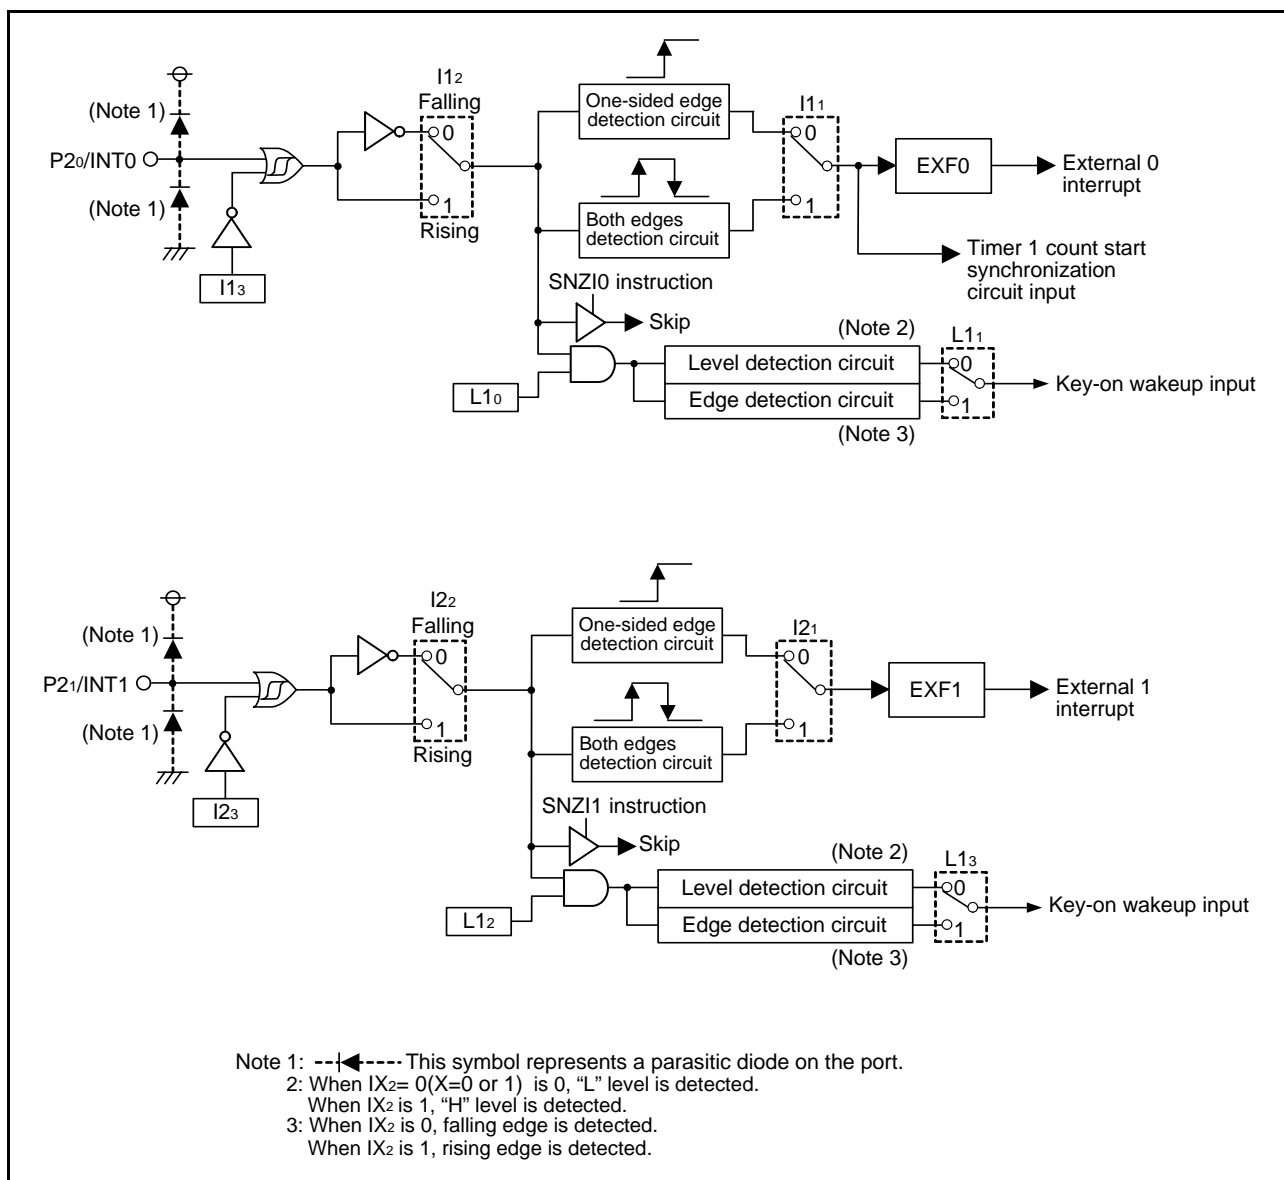 I1₂
Falling
(Note 1)
0
One-sided edge
detection circuit
I1₁
0
P2₀/INT0
EXF0
External 0
interrupt
(Note 1)
1
Rising
Both edges
detection circuit
1
I1₃
Timer 1 count start
synchronization
circuit input
SNZI0 instruction
Skip
(Note 2)
L1₁
Level detection circuit
0
Key-on wakeup input
L1₀
Edge detection circuit
1
(Note 3)
I2₂
Falling
(Note 1)
0
One-sided edge
detection circuit
I2₁
0
P2₁/INT1
EXF1
External 1
interrupt
(Note 1)
1
Rising
Both edges
detection circuit
1
I2₃
SNZI1 instruction
Skip
(Note 2)
L1₃
Level detection circuit
0
Key-on wakeup input
L1₂
Edge detection circuit
1
(Note 3)
Note 1: This symbol represents a parasitic diode on the port.
2: When IX₂= 0(X=0 or 1) is 0, “L” level is detected.
When IX₂ is 1, “H” level is detected.
3: When IX₂ is 0, falling edge is detected.
When IX₂ is 1, rising edge is detected.